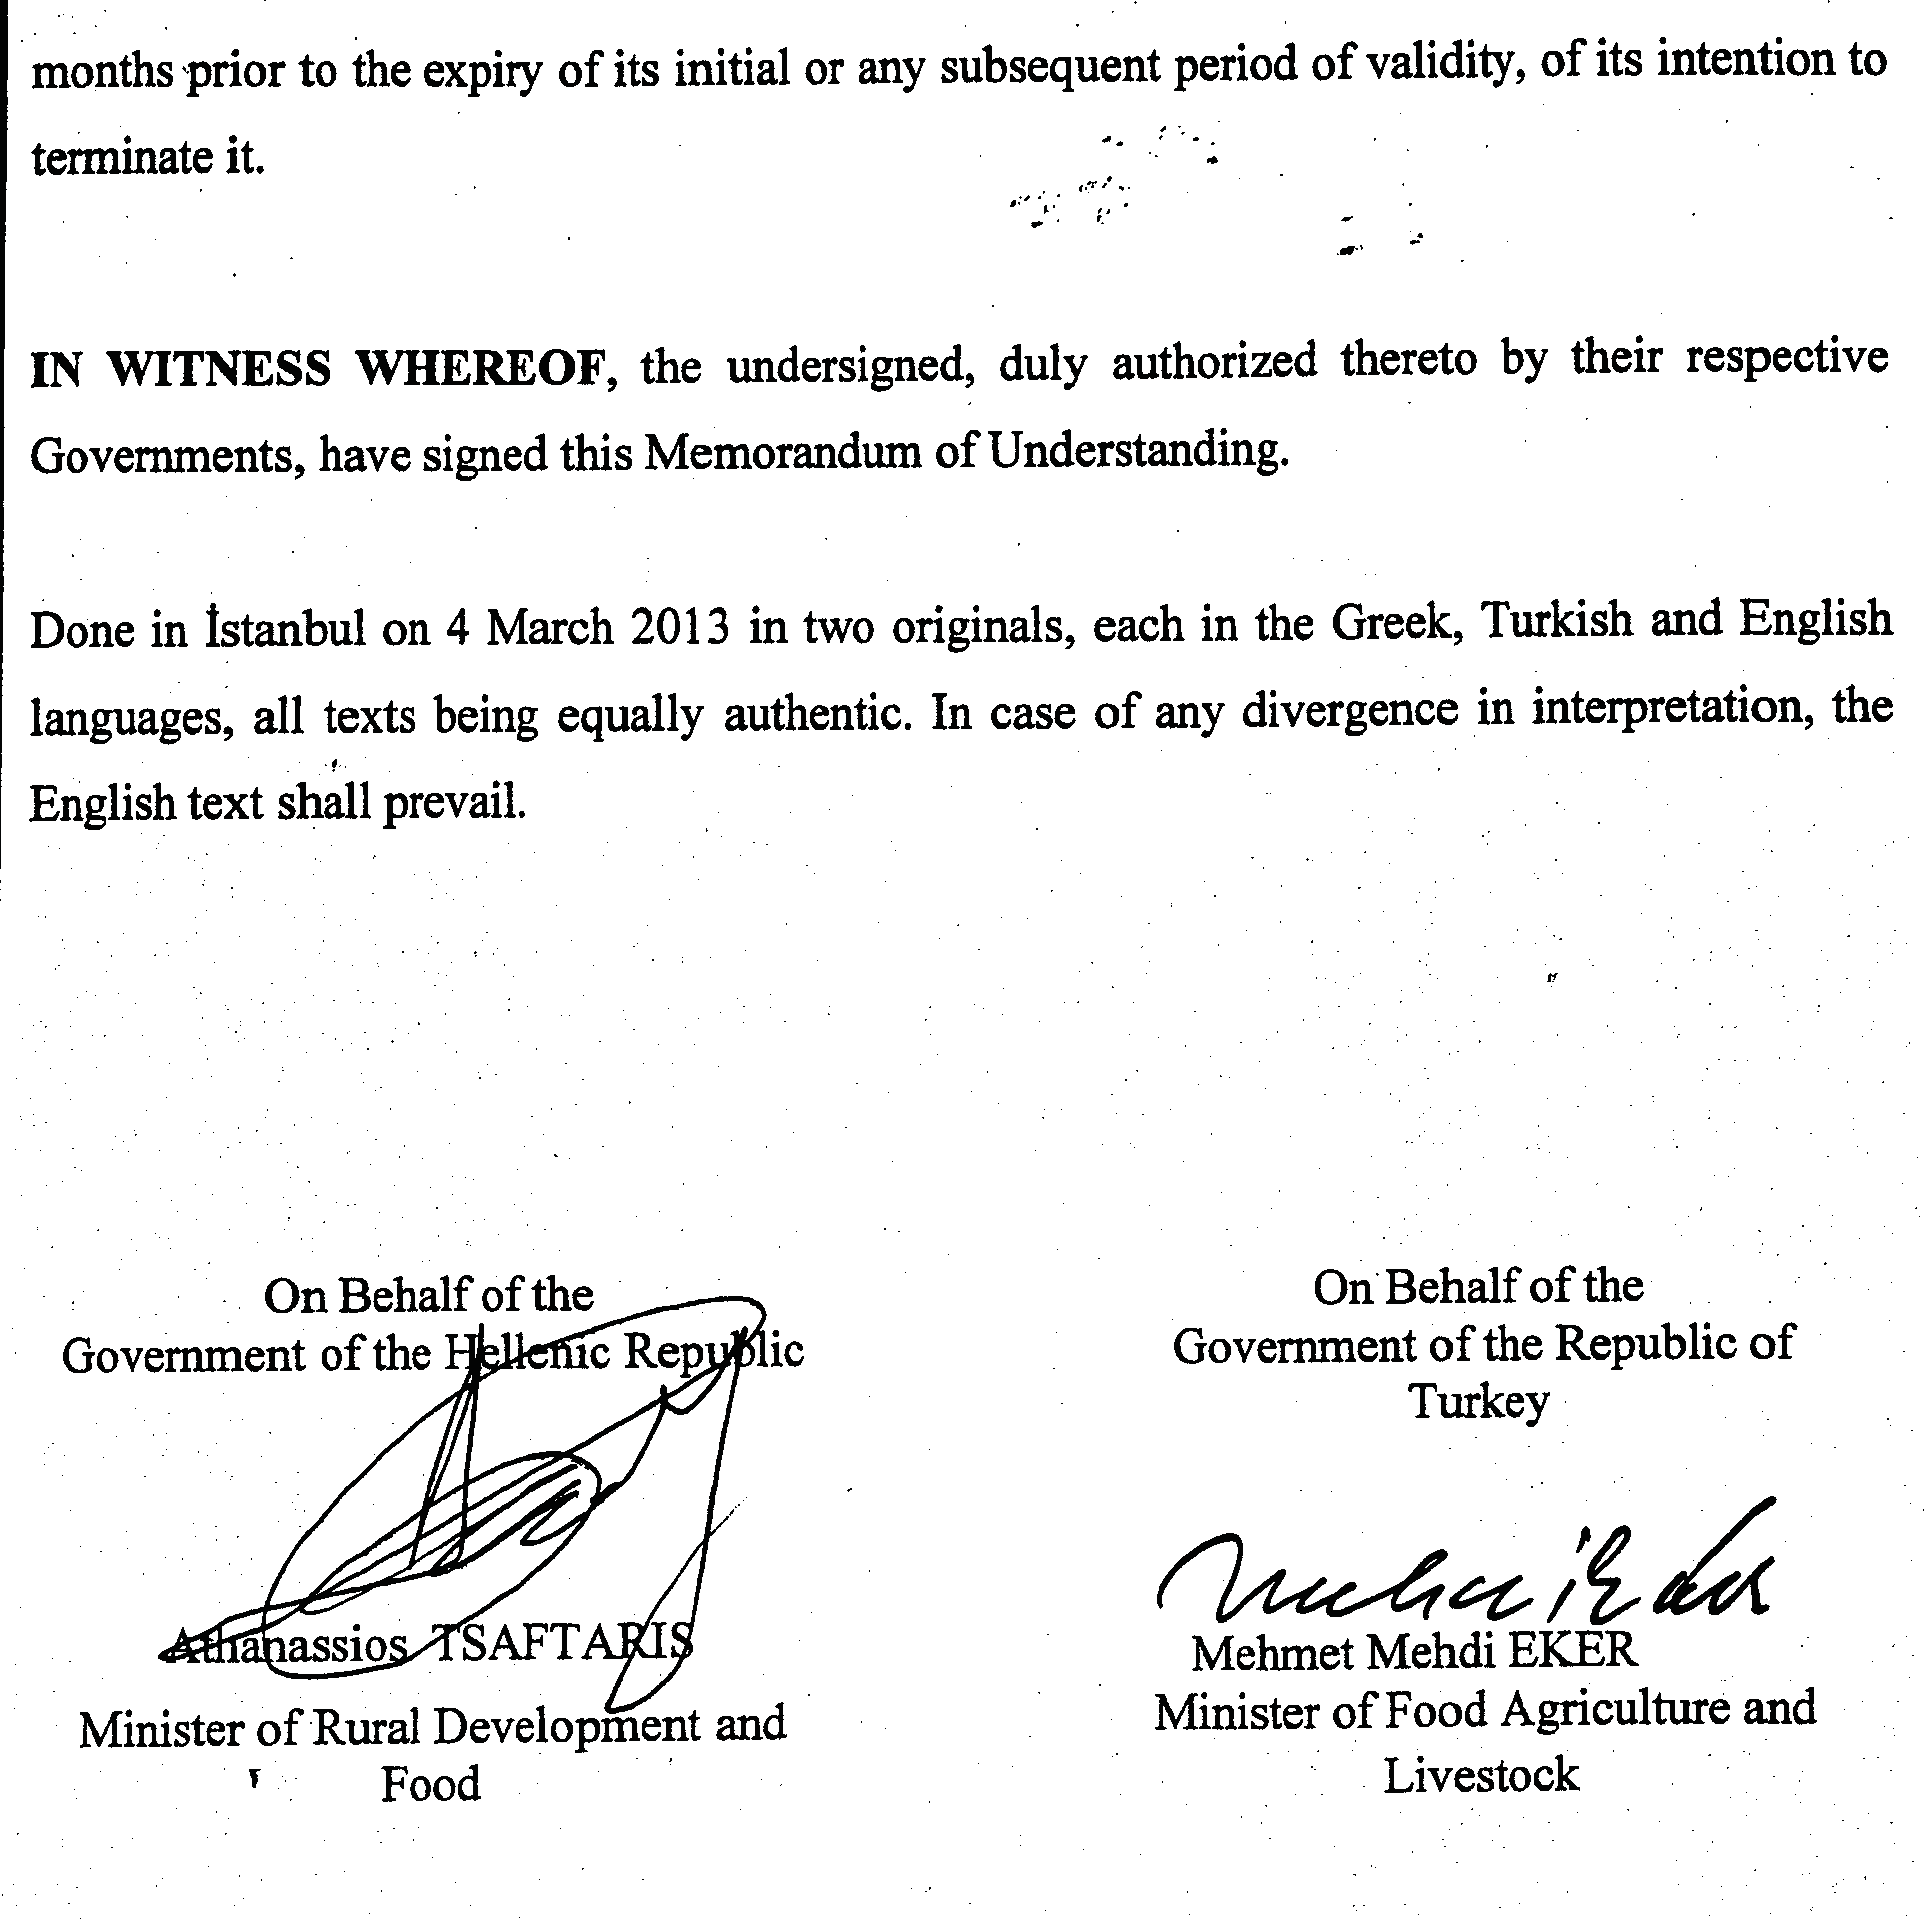 months prior to the expiry of its initial or any subsequent period of validity, of its intention to
terminate it.
IN WITNESS WHEREOF, the undersigned, duly authorized thereto by their respective
Governments, have signed this Memorandum of Understanding.
Done in İstanbul on 4 March 2013 in two originals, each in the Greek, Turkish and English
languages, all texts being equally authentic. In case of any divergence in interpretation, the
English text shall prevail.
On Behalf of the
Government of the Hellenic Republic
Athanassios TSAFTARIS
Minister of Rural Development and
Food
On Behalf of the
Government of the Republic of
Turkey
Mehmet Mehdi EKER
Minister of Food Agriculture and
Livestock